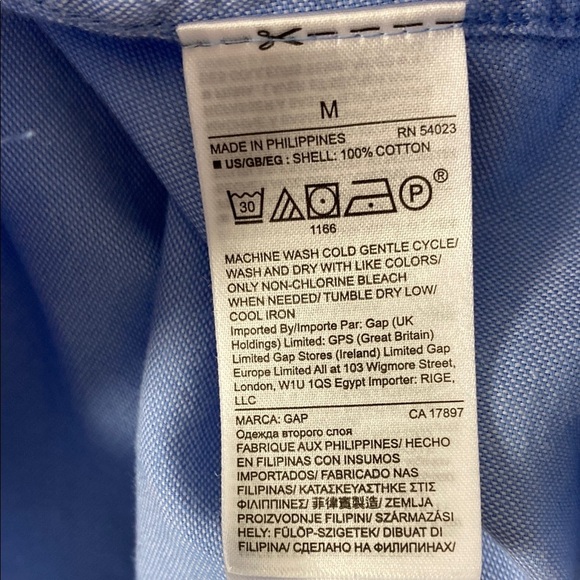 M
MADE IN PHILIPPINES RN 54023
■ US/GB/EG : SHELL: 100% COTTON
30 P®
1166
MACHINE WASH COLD GENTLE CYCLE/
WASH AND DRY WITH LIKE COLORS/
ONLY NON-CHLORINE BLEACH
WHEN NEEDED/ TUMBLE DRY LOW/
COOL IRON
Imported By/Importe Par: Gap (UK
Holdings) Limited: GPS (Great Britain)
Limited Gap Stores (Ireland) Limited Gap
Europe Limited All at 103 Wigmore Street,
London, W1U 1QS Egypt Importer: RIGE,
LLC
MARCA: GAP CA 17897
Одежда второго слоя
FABRIQUE AUX PHILIPPINES/ HECHO
EN FILIPINAS CON INSUMOS
IMPORTADOS/ FABRICADO NAS
FILIPINAS/ ΚΑΤΑΣΚΕΥΑΣΤΗΚΕ ΣΤΙΣ
ΦΙΛΙΠΠΙΝΕΣ/ 菲律賓製造/ ZEMLJA
PROIZVODNJE FILIPINI/ SZÁRMAZÁSI
HELY: FÜLÖP-SZIGETEK/ DIBUAT DI
FILIPINA/ СДЕЛАНО НА ФИЛИПИНАХ/